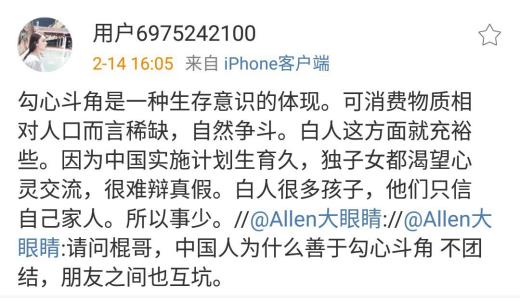 用户6975242100
2-14 16:05 来自 iPhone客户端
勾心斗角是一种生存意识的体现。可消费物质相
对人口而言稀缺，自然争斗。白人这方面就充裕
些。因为中国实施计划生育久，独子女都渴望心
灵交流，很难辩真假。白人很多孩子，他们只信
自己家人。所以事少。//@Allen大眼睛://@Allen大
眼睛:请问棍哥，中国人为什么善于勾心斗角 不团
结，朋友之间也互坑。